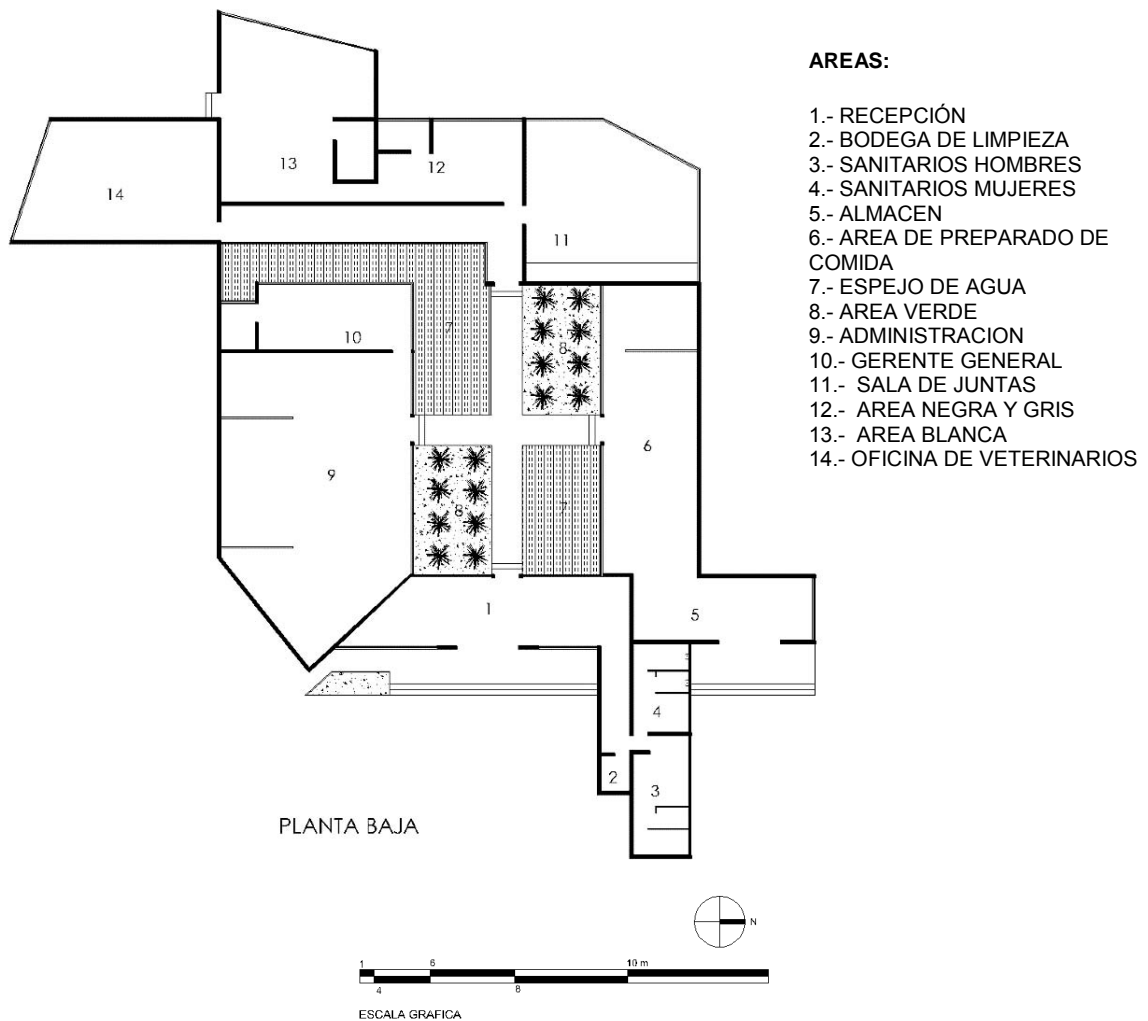 AREAS:
1.- RECEPCIÓN
2.- BODEGA DE LIMPIEZA
3.- SANITARIOS HOMBRES
4.- SANITARIOS MUJERES
5.- ALMACEN
6.- AREA DE PREPARADO DE
COMIDA
7.- ESPEJO DE AGUA
8.- AREA VERDE
9.- ADMINISTRACION
10.- GERENTE GENERAL
11.- SALA DE JUNTAS
12.- AREA NEGRA Y GRIS
13.- AREA BLANCA
14.- OFICINA DE VETERINARIOS
13
12
14
11
7
10
8
6
9
8
7
1
5
4
2
3
PLANTA BAJA
N
1 6 10 m
4 8
ESCALA GRAFICA